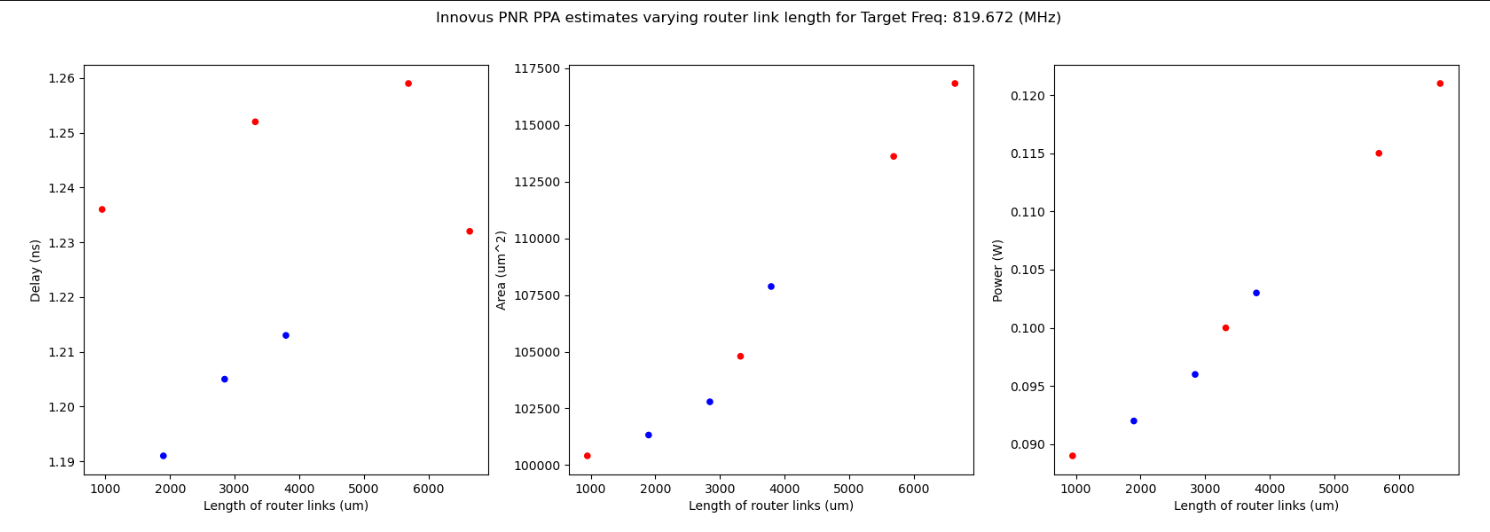 Innovus PNR PPA estimates varying router link length for Target Freq: 819.672 (MHz)
1.26
1.25
1.24
1.23
1.22
1.21
1.20
1.19
Delay (ns)
1000 2000 3000 4000 5000 6000
Length of router links (um)
117500
115000
112500
110000
107500
105000
102500
100000
Area (um^2)
1000 2000 3000 4000 5000 6000
Length of router links (um)
0.120
0.115
0.110
0.105
0.100
0.095
0.090
Power (W)
1000 2000 3000 4000 5000 6000
Length of router links (um)